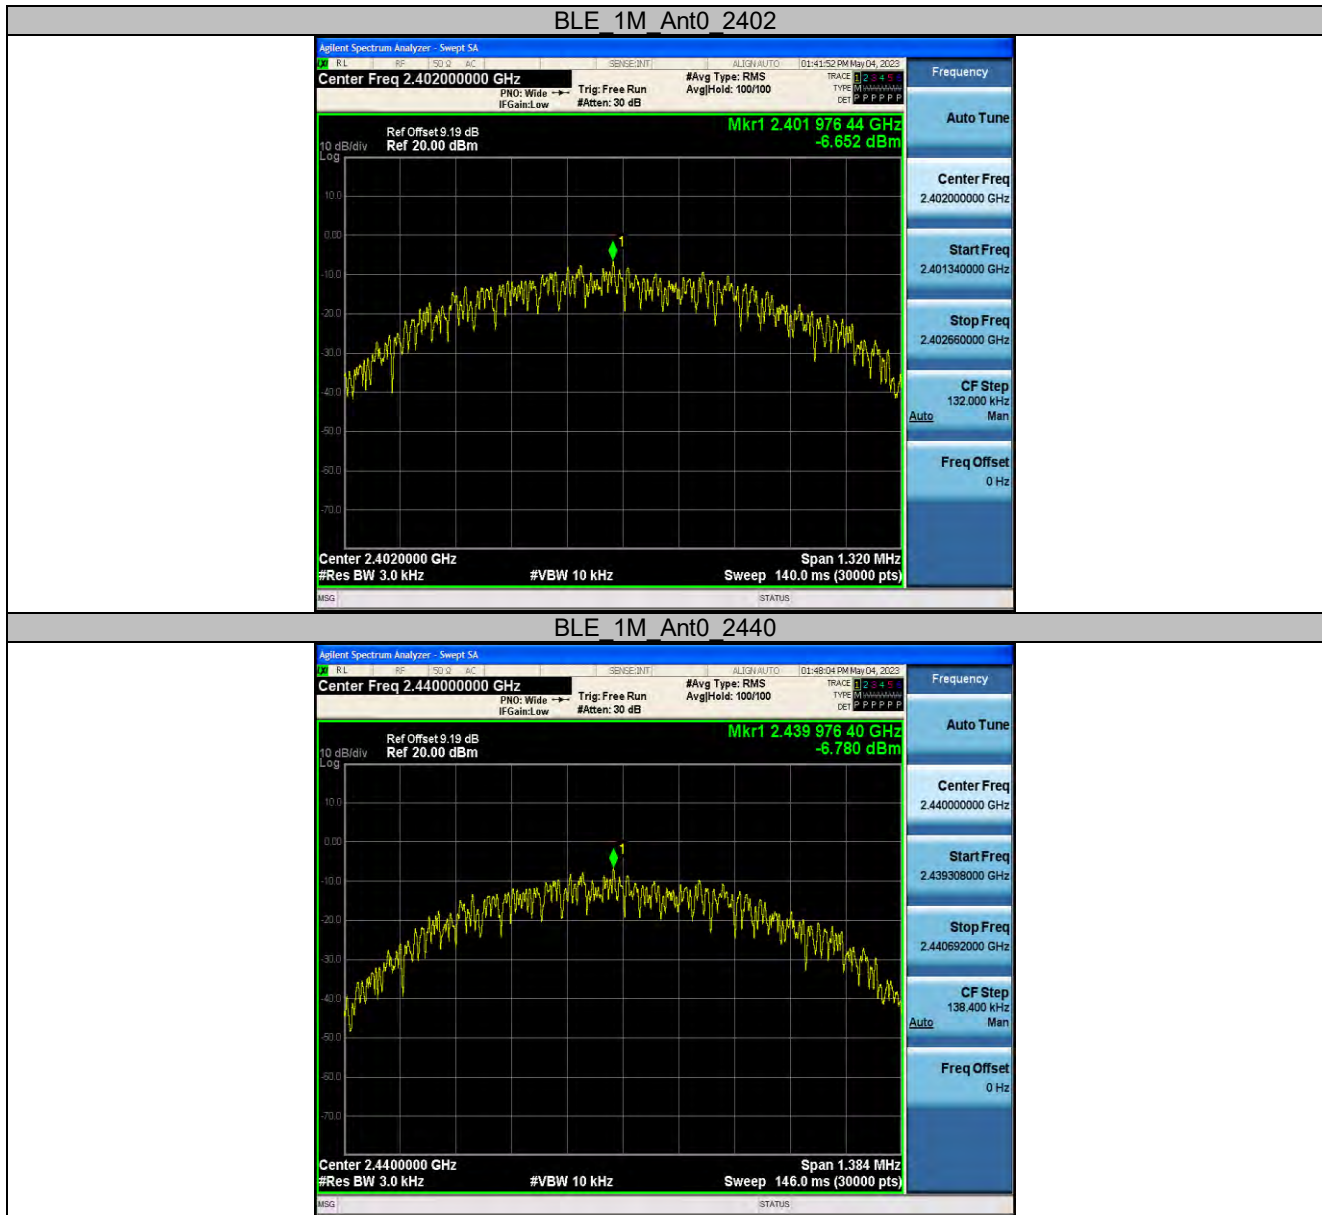 BLE_1M_Ant0_2402
Agilent Spectrum Analyzer - Swept SA
RL RF 50 Ω AC SENSE:INT ALIGN AUTO 01:41:52 PM May 04, 2023
Center Freq 2.402000000 GHz
PNO: Wide
IFGain:Low
Trig: Free Run
#Atten: 30 dB
#Avg Type: RMS
Avg|Hold: 100/100
TRACE 1 2 3 4 5 6
TYPE M
DET P P P P P P
Mkr1 2.401 976 44 GHz
-6.652 dBm
Ref Offset 9.19 dB
10 dB/div Ref 20.00 dBm
Log
10.0
0.00
1
-10.0
-20.0
-30.0
-40.0
-50.0
-60.0
-70.0
Center 2.4020000 GHz Span 1.320 MHz
#Res BW 3.0 kHz #VBW 10 kHz Sweep 140.0 ms (30000 pts)
MSG STATUS
Frequency
Auto Tune
Center Freq
2.402000000 GHz
Start Freq
2.401340000 GHz
Stop Freq
2.402660000 GHz
CF Step
132.000 kHz
Auto Man
Freq Offset
0 Hz
BLE_1M_Ant0_2440
Agilent Spectrum Analyzer - Swept SA
RL RF 50 Ω AC SENSE:INT ALIGN AUTO 01:48:04 PM May 04, 2023
Center Freq 2.440000000 GHz
PNO: Wide
IFGain:Low
Trig: Free Run
#Atten: 30 dB
#Avg Type: RMS
Avg|Hold: 100/100
TRACE 1 2 3 4 5 6
TYPE M
DET P P P P P P
Mkr1 2.439 976 40 GHz
-6.780 dBm
Ref Offset 9.19 dB
10 dB/div Ref 20.00 dBm
Log
10.0
0.00
1
-10.0
-20.0
-30.0
-40.0
-50.0
-60.0
-70.0
Center 2.4400000 GHz Span 1.384 MHz
#Res BW 3.0 kHz #VBW 10 kHz Sweep 146.0 ms (30000 pts)
MSG STATUS
Frequency
Auto Tune
Center Freq
2.440000000 GHz
Start Freq
2.439308000 GHz
Stop Freq
2.440692000 GHz
CF Step
138.400 kHz
Auto Man
Freq Offset
0 Hz